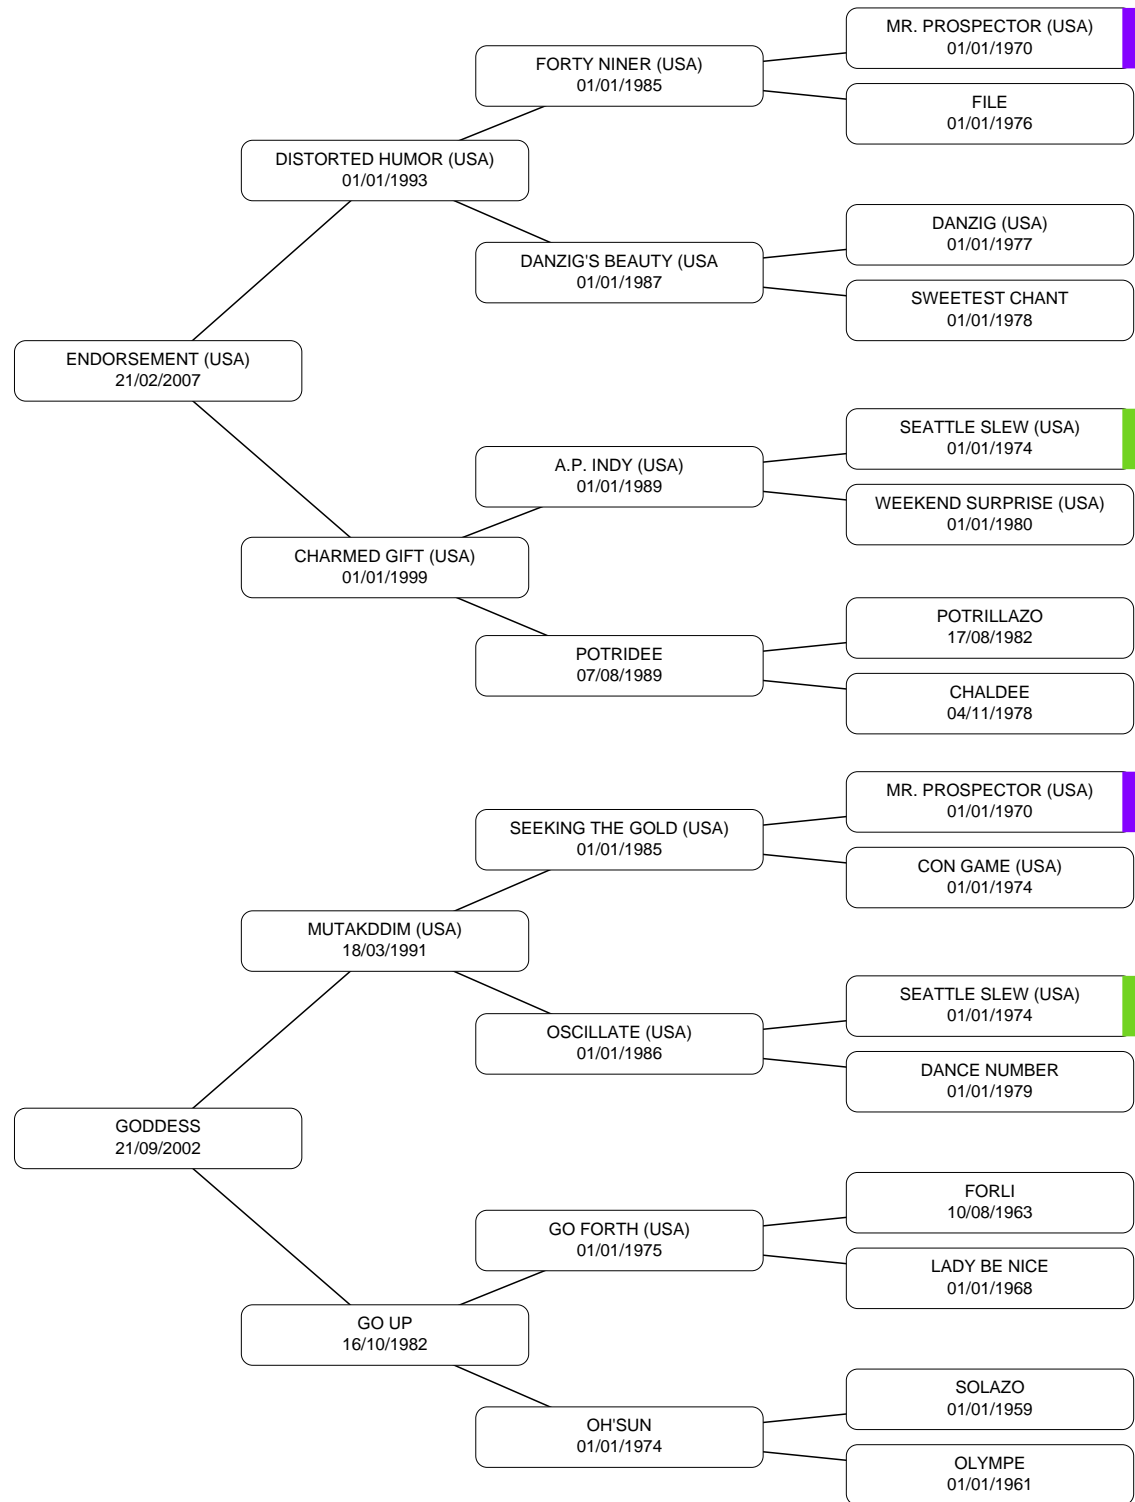 MR. PROSPECTOR (USA)
01/01/1970
FORTY NINER (USA)
01/01/1985
FILE
01/01/1976
DISTORTED HUMOR (USA)
01/01/1993
DANZIG (USA)
01/01/1977
DANZIG'S BEAUTY (USA
01/01/1987
SWEETEST CHANT
01/01/1978
ENDORSEMENT (USA)
21/02/2007
SEATTLE SLEW (USA)
01/01/1974
A.P. INDY (USA)
01/01/1989
WEEKEND SURPRISE (USA)
01/01/1980
CHARMED GIFT (USA)
01/01/1999
POTRILLAZO
17/08/1982
POTRIDEE
07/08/1989
CHALDEE
04/11/1978
MR. PROSPECTOR (USA)
01/01/1970
SEEKING THE GOLD (USA)
01/01/1985
CON GAME (USA)
01/01/1974
MUTAKDDIM (USA)
18/03/1991
SEATTLE SLEW (USA)
01/01/1974
OSCILLATE (USA)
01/01/1986
DANCE NUMBER
01/01/1979
GODDESS
21/09/2002
FORLI
10/08/1963
GO FORTH (USA)
01/01/1975
LADY BE NICE
01/01/1968
GO UP
16/10/1982
SOLAZO
01/01/1959
OH'SUN
01/01/1974
OLYMPE
01/01/1961